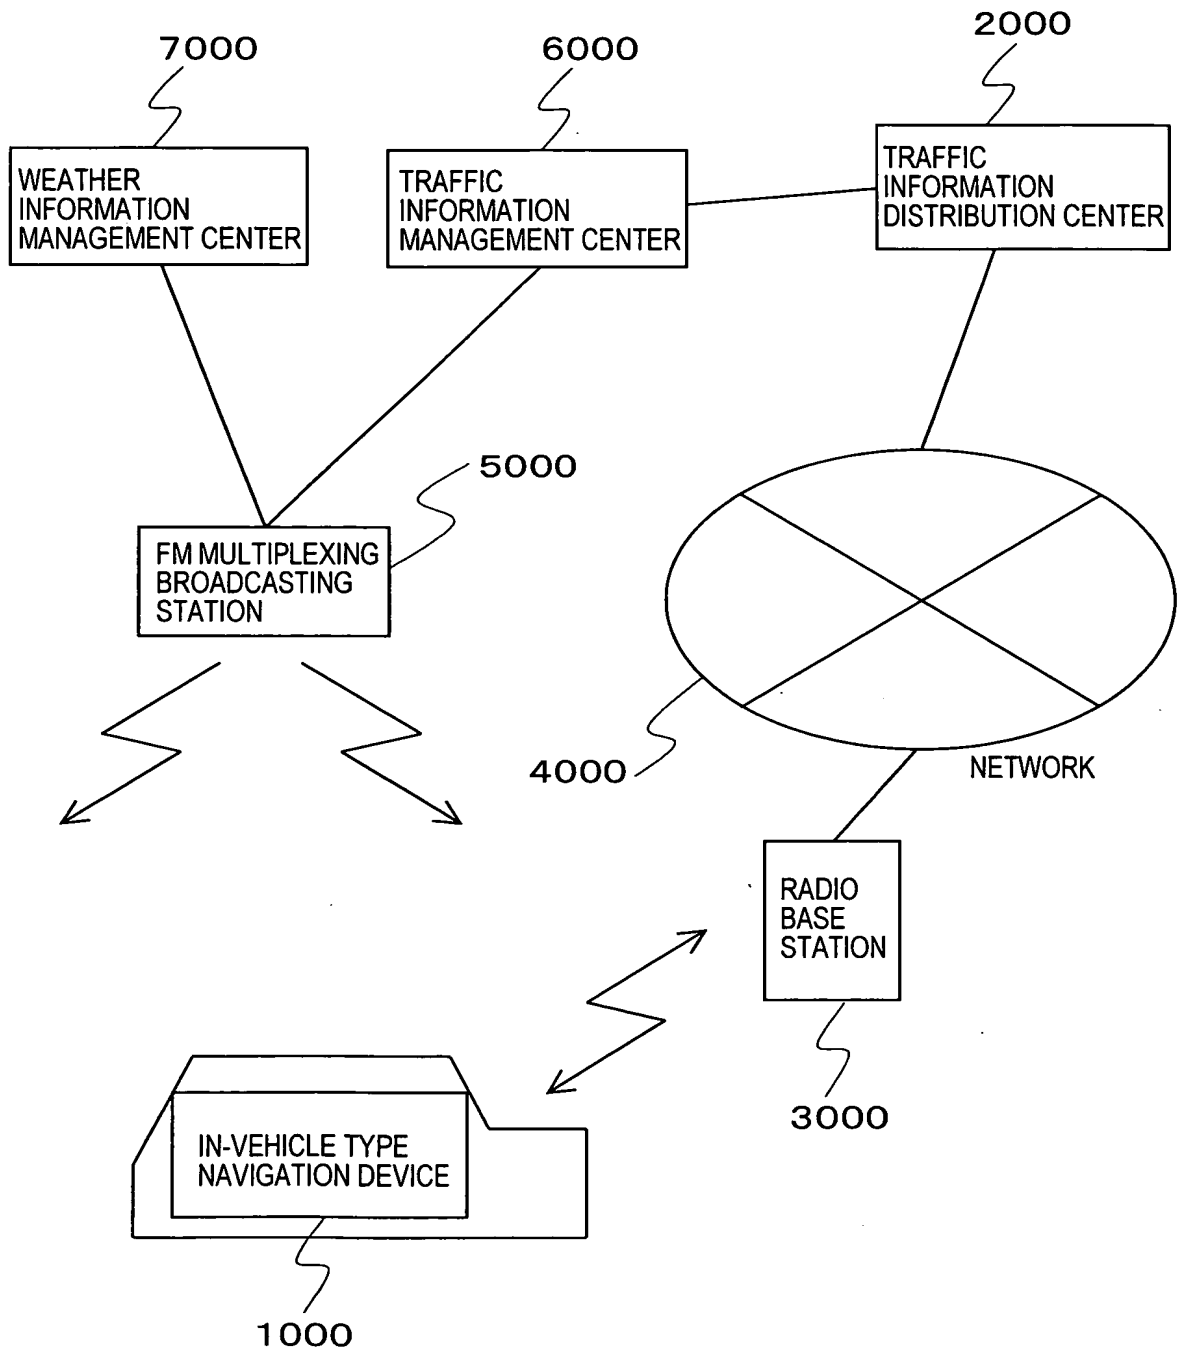 7000
6000
2000
WEATHER
INFORMATION
MANAGEMENT CENTER
TRAFFIC
INFORMATION
MANAGEMENT CENTER
TRAFFIC
INFORMATION
DISTRIBUTION CENTER
5000
FM MULTIPLEXING
BROADCASTING
STATION
4000
NETWORK
RADIO
BASE
STATION
3000
IN-VEHICLE TYPE
NAVIGATION DEVICE
1000